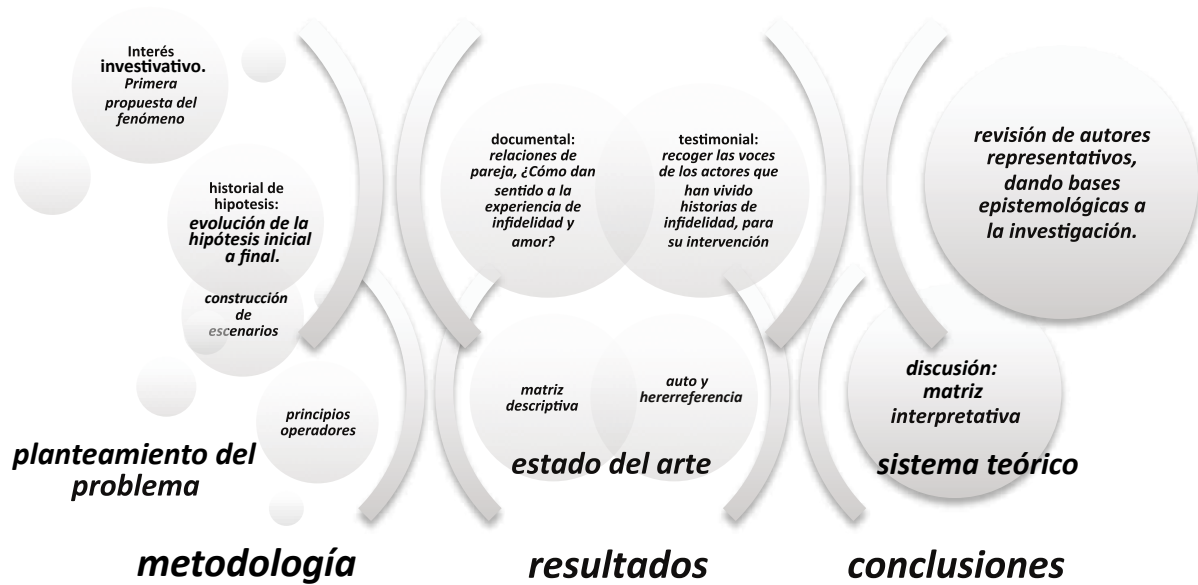 Interés
investivativo.
Primera
propuesta del
fenómeno
historial de
hipotesis:
evolución de la
hipótesis inicial
a final.
construcción
de
escenarios
principios
operadores
planteamiento del
problema
metodología
documental:
relaciones de
pareja, ¿Cómo dan
sentido a la
experiencia de
infidelidad y
amor?
testimonial:
recoger las voces
de los actores que
han vivido
historias de
infidelidad, para
su intervención
matriz
descriptiva
auto y
hererreferencia
estado del arte
resultados
revisión de autores
representativos,
dando bases
epistemológicas a
la investigación.
discusión:
matriz
interpretativa
sistema teórico
conclusiones